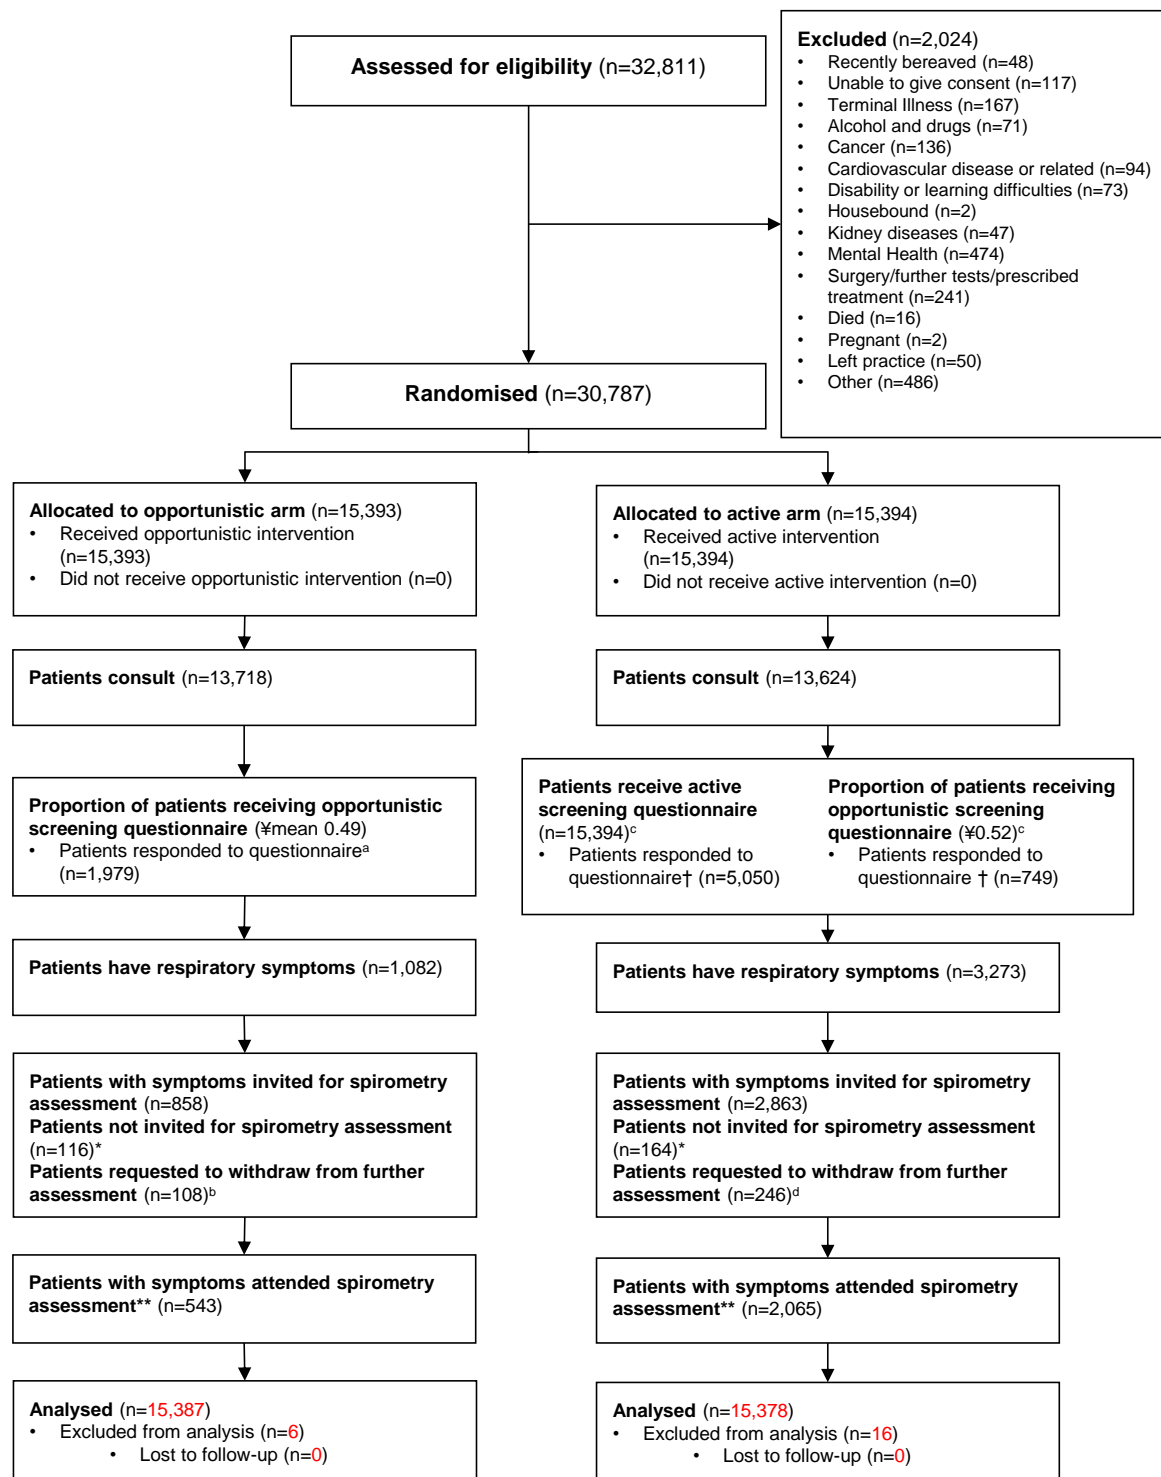 Assessed for eligibility (n=32,811)
Excluded (n=2,024)
• Recently bereaved (n=48)
• Unable to give consent (n=117)
• Terminal Illness (n=167)
• Alcohol and drugs (n=71)
• Cancer (n=136)
• Cardiovascular disease or related (n=94)
• Disability or learning difficulties (n=73)
• Housebound (n=2)
• Kidney diseases (n=47)
• Mental Health (n=474)
• Surgery/further tests/prescribed
treatment (n=241)
• Died (n=16)
• Pregnant (n=2)
• Left practice (n=50)
• Other (n=486)
Randomised (n=30,787)
Allocated to opportunistic arm (n=15,393)
• Received opportunistic intervention
(n=15,393)
• Did not receive opportunistic intervention (n=0)
Allocated to active arm (n=15,394)
• Received active intervention
(n=15,394)
• Did not receive active intervention (n=0)
Patients consult (n=13,718)
Patients consult (n=13,624)
Proportion of patients receiving opportunistic
screening questionnaire (¥mean 0.49)
• Patients responded to questionnaireᵃ
(n=1,979)
Patients receive active
screening questionnaire
(n=15,394)ᶜ
• Patients responded to
questionnaire† (n=5,050)
Proportion of patients receiving
opportunistic screening
questionnaire (¥0.52)ᶜ
• Patients responded to
questionnaire † (n=749)
Patients have respiratory symptoms (n=1,082)
Patients have respiratory symptoms (n=3,273)
Patients with symptoms invited for spirometry
assessment (n=858)
Patients not invited for spirometry assessment
(n=116)*
Patients requested to withdraw from further
assessment (n=108)ᵇ
Patients with symptoms invited for spirometry
assessment (n=2,863)
Patients not invited for spirometry assessment
(n=164)*
Patients requested to withdraw from further
assessment (n=246)ᵈ
Patients with symptoms attended spirometry
assessment** (n=543)
Patients with symptoms attended spirometry
assessment** (n=2,065)
Analysed (n=15,387)
• Excluded from analysis (n=6)
• Lost to follow-up (n=0)
Analysed (n=15,378)
• Excluded from analysis (n=16)
• Lost to follow-up (n=0)